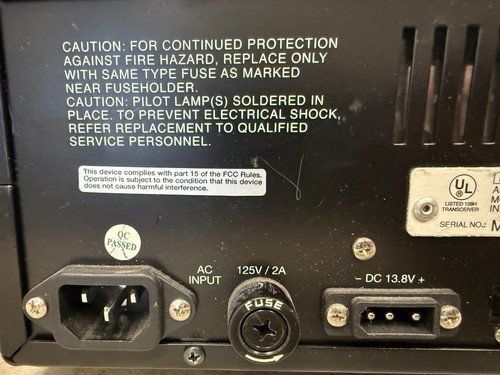 CAUTION: FOR CONTINUED PROTECTION
AGAINST FIRE HAZARD, REPLACE ONLY
WITH SAME TYPE FUSE AS MARKED
NEAR FUSEHOLDER.
CAUTION: PILOT LAMP(S) SOLDERED IN
PLACE. TO PREVENT ELECTRICAL SHOCK,
REFER REPLACEMENT TO QUALIFIED
SERVICE PERSONNEL.
This device complies with part 15 of the FCC Rules.
Operation is subject to the condition that this device
does not cause harmful interference.
UL
LISTED 129H
TRANSCEIVER
SERIAL NO.: M
QC
PASSED
AC
INPUT
125V / 2A
FUSE
– DC 13.8V +